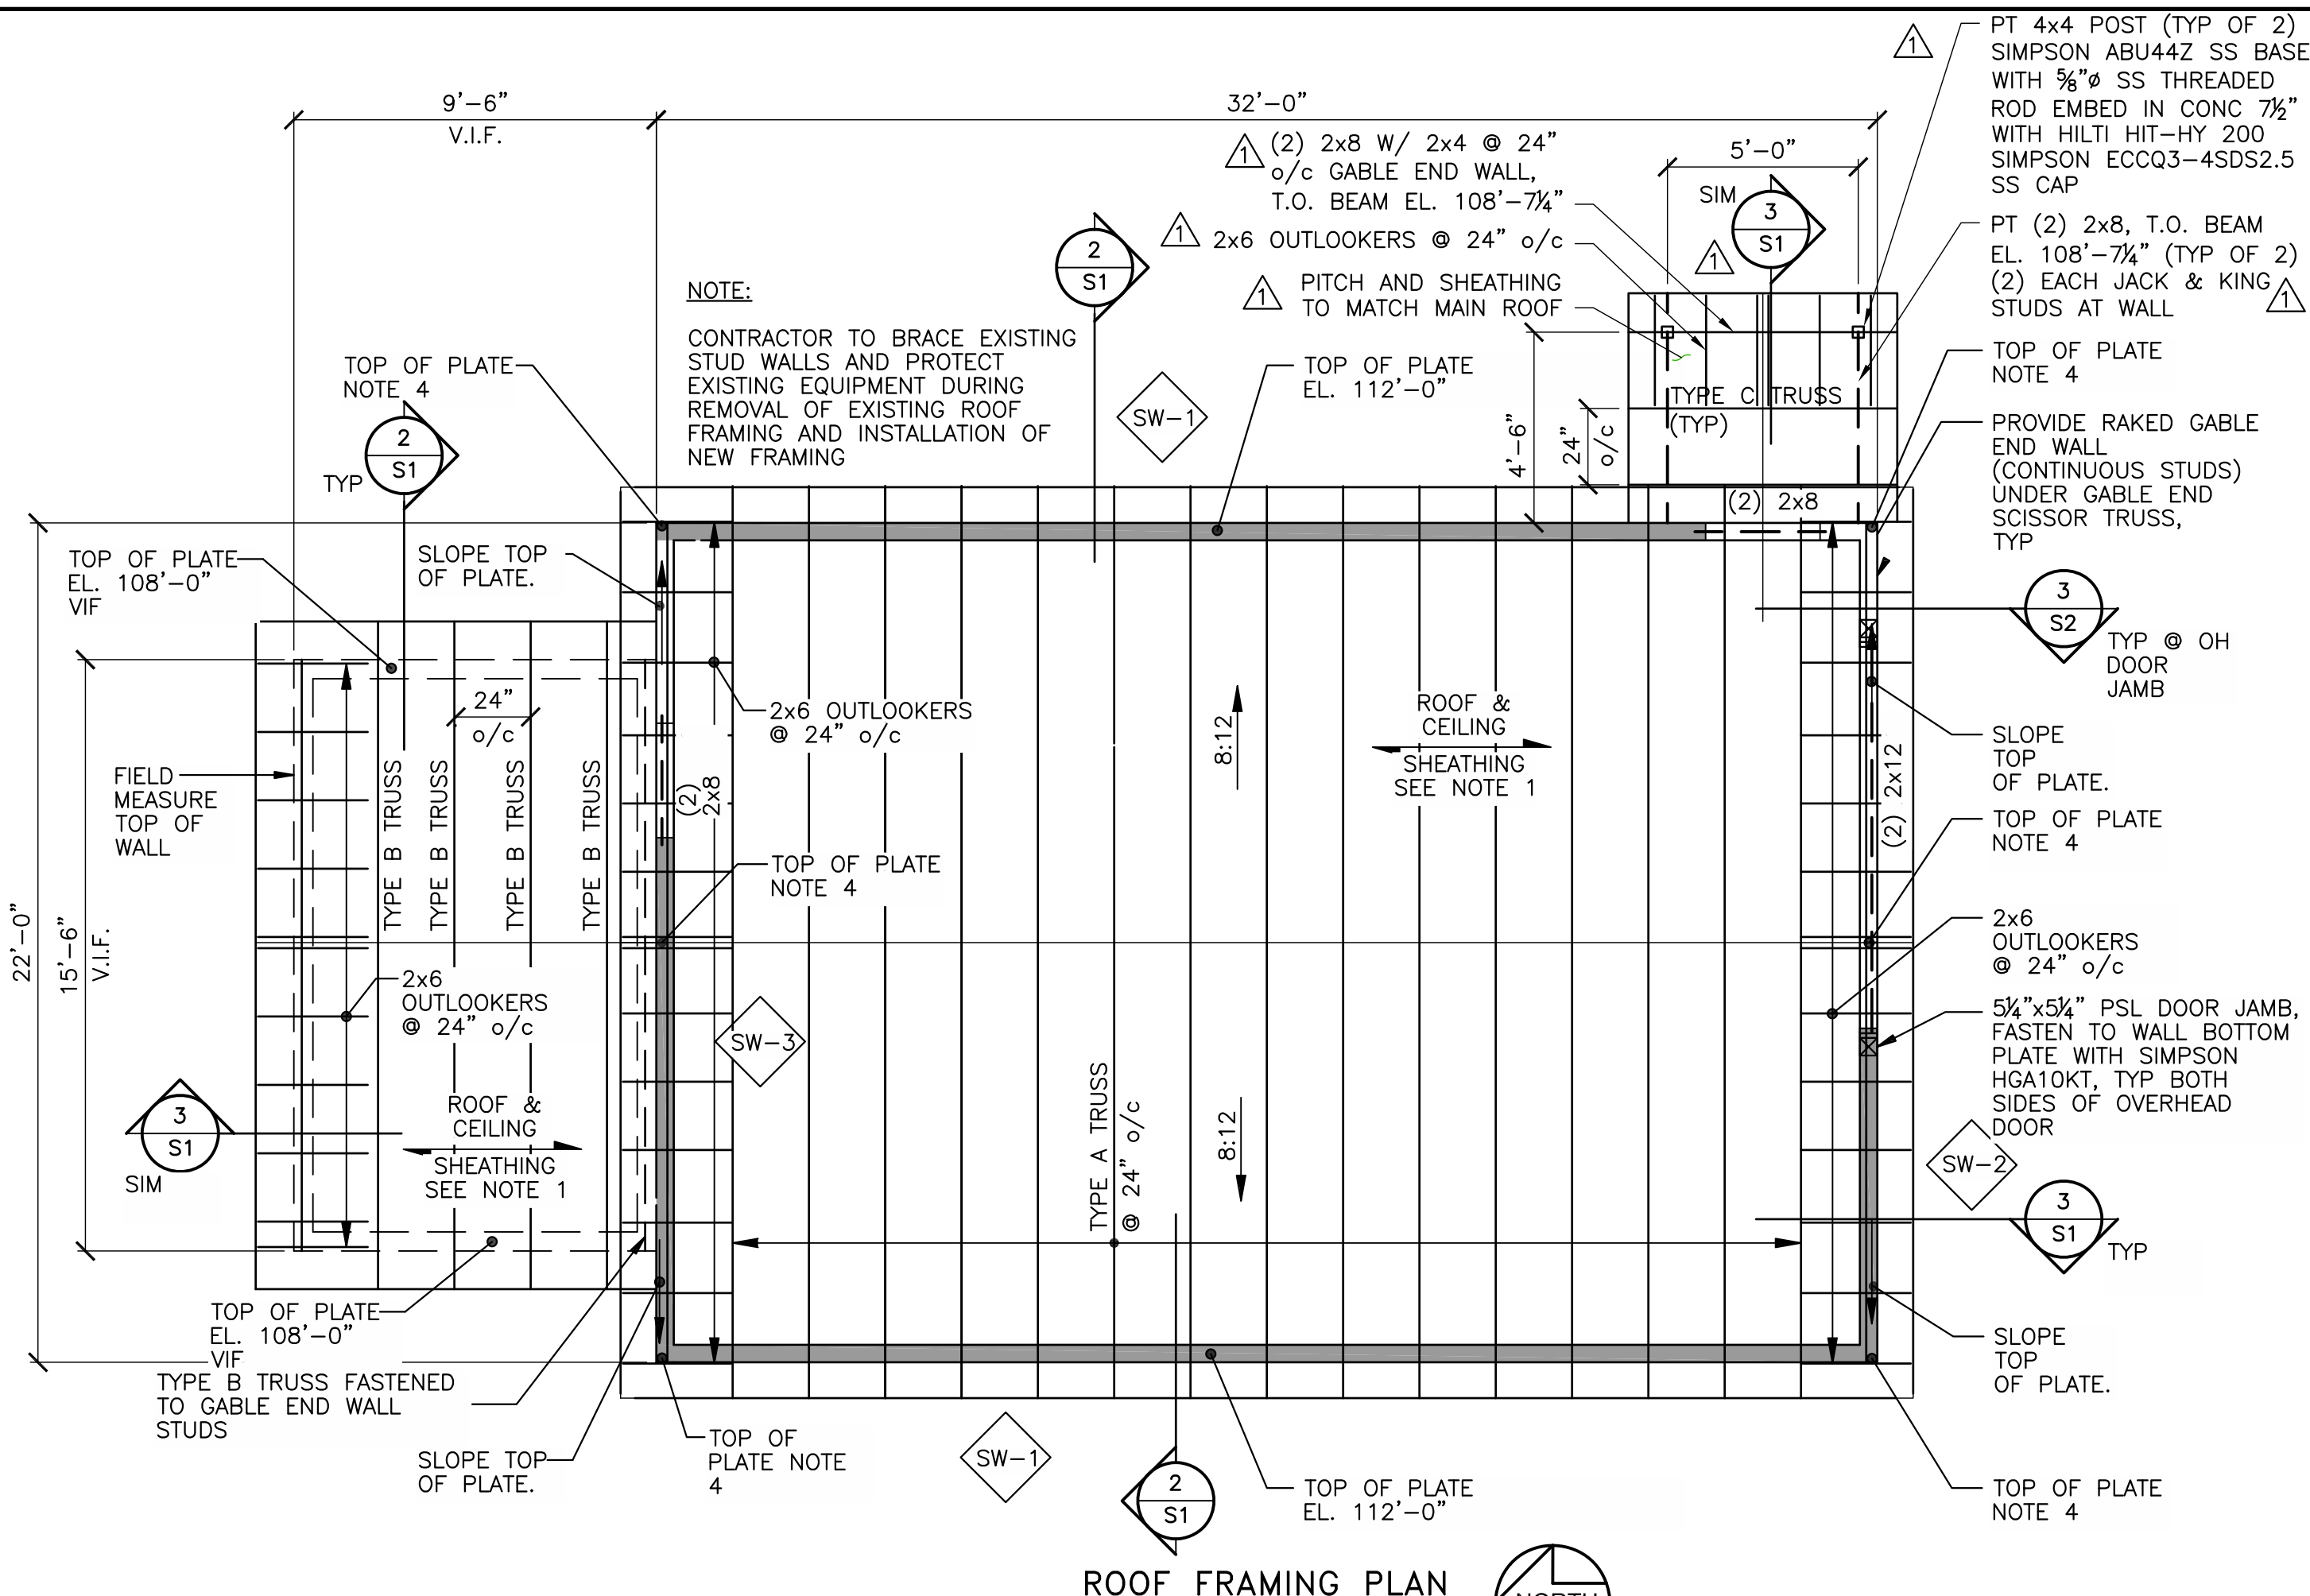 PT 4x4 POST (TYP OF 2)
SIMPSON ABU44Z SS BASE
WITH ⅝"ø SS THREADED
ROD EMBED IN CONC 7½"
WITH HILTI HIT-HY 200
SIMPSON ECCQ3-4SDS2.5
SS CAP
1
9'-6"
V.I.F.
32'-0"
1
(2) 2x8 W/ 2x4 @ 24"
o/c GABLE END WALL,
T.O. BEAM EL. 108'-7¼"
5'-0"
SIM
3
S1
1
1
2x6 OUTLOOKERS @ 24" o/c
1
PITCH AND SHEATHING
TO MATCH MAIN ROOF
PT (2) 2x8, T.O. BEAM
EL. 108'-7¼" (TYP OF 2)
(2) EACH JACK & KING
STUDS AT WALL
1
2
S1
NOTE:
CONTRACTOR TO BRACE EXISTING
STUD WALLS AND PROTECT
EXISTING EQUIPMENT DURING
REMOVAL OF EXISTING ROOF
FRAMING AND INSTALLATION OF
NEW FRAMING
TOP OF PLATE
NOTE 4
2
S1
TYP
SW-1
TOP OF PLATE
EL. 112'-0"
4'-6"
24"
o/c
TYPE C TRUSS
(TYP)
TOP OF PLATE
NOTE 4
PROVIDE RAKED GABLE
END WALL
(CONTINUOUS STUDS)
UNDER GABLE END
SCISSOR TRUSS,
TYP
(2) 2x8
TOP OF PLATE
EL. 108'-0"
VIF
SLOPE TOP
OF PLATE.
3
S2
TYP @ OH
DOOR
JAMB
24"
o/c
2x6 OUTLOOKERS
@ 24" o/c
8:12
ROOF &
CEILING
SHEATHING
SEE NOTE 1
SLOPE
TOP
OF PLATE.
FIELD
MEASURE
TOP OF
WALL
TYPE B TRUSS
TYPE B TRUSS
TYPE B TRUSS
TYPE B TRUSS
(2)
2x8
(2) 2x12
TOP OF PLATE
NOTE 4
TOP OF PLATE
NOTE 4
22'-0"
15'-6"
V.I.F.
2x6
OUTLOOKERS
@ 24" o/c
2x6
OUTLOOKERS
@ 24" o/c
SW-3
5¼"x5¼" PSL DOOR JAMB,
FASTEN TO WALL BOTTOM
PLATE WITH SIMPSON
HGA10KT, TYP BOTH
SIDES OF OVERHEAD
DOOR
3
S1
SIM
ROOF &
CEILING
SHEATHING
SEE NOTE 1
TYPE A TRUSS
@ 24" o/c
8:12
SW-2
3
S1
TYP
TOP OF PLATE
EL. 108'-0"
VIF
TYPE B TRUSS FASTENED
TO GABLE END WALL
STUDS
SLOPE
TOP
OF PLATE.
SLOPE TOP
OF PLATE.
TOP OF
PLATE NOTE
4
SW-1
2
S1
TOP OF PLATE
EL. 112'-0"
TOP OF PLATE
NOTE 4
ROOF FRAMING PLAN
NORTH